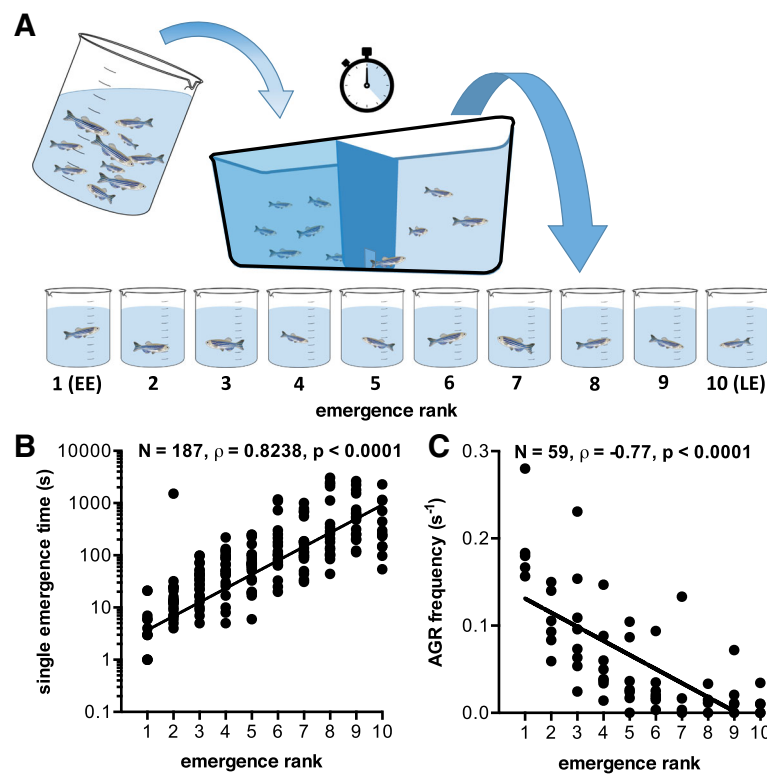 A
1 (EE) 2 3 4 5 6 7 8 9 10 (LE)
emergence rank
B
N = 187, ρ = 0.8238, p < 0.0001
single emergence time (s)
10000
1000
100
10
1
0.1
1 2 3 4 5 6 7 8 9 10
emergence rank
C
N = 59, ρ = -0.77, p < 0.0001
AGR frequency (s⁻¹)
0.3
0.2
0.1
0.0
1 2 3 4 5 6 7 8 9 10
emergence rank